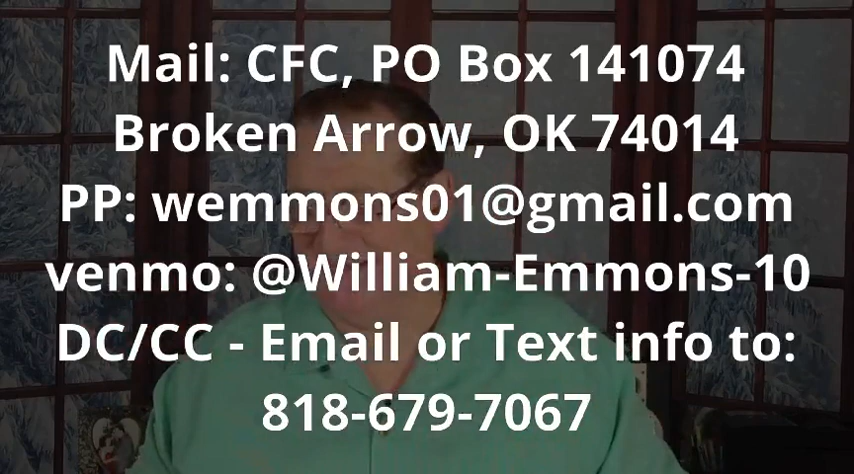 Mail: CFC, PO Box 141074
Broken Arrow, OK 74014
PP: wemmons01@gmail.com
venmo: @William-Emmons-10
DC/CC - Email or Text info to:
818-679-7067